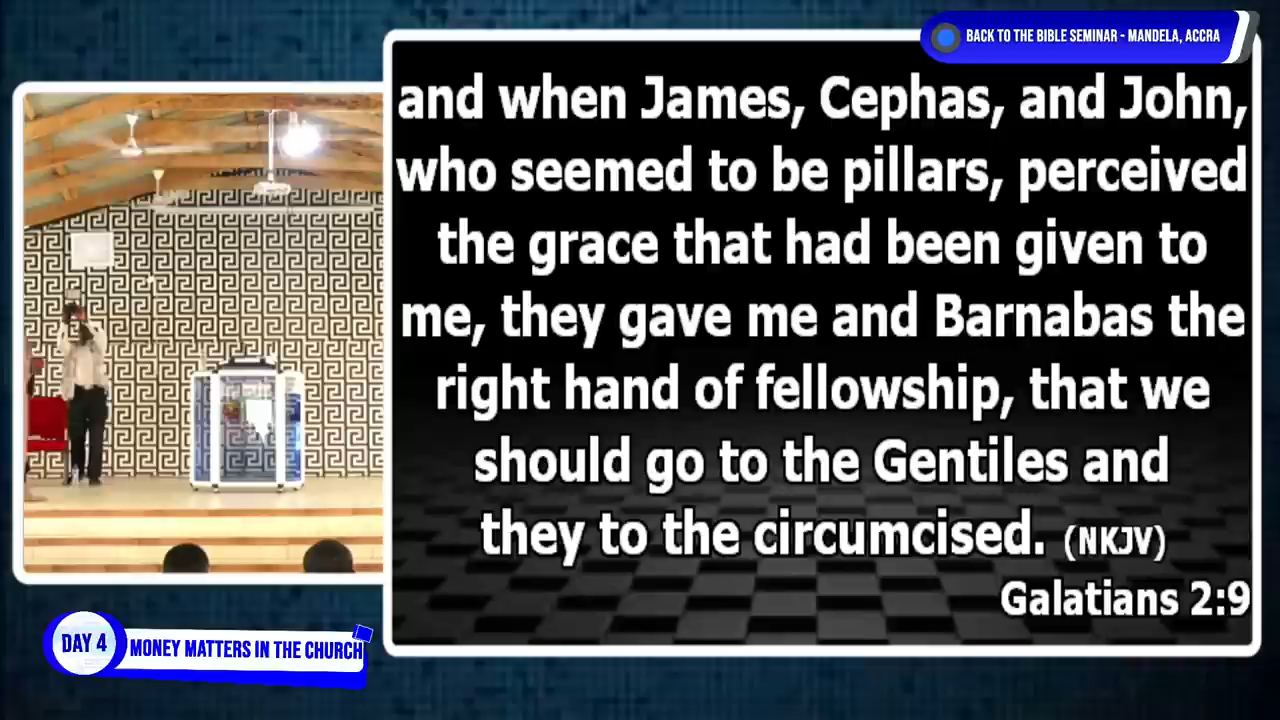 BACK TO THE BIBLE SEMINAR - MANDELA, ACCRA
and when James, Cephas, and John,
who seemed to be pillars, perceived
the grace that had been given to
me, they gave me and Barnabas the
right hand of fellowship, that we
should go to the Gentiles and
they to the circumcised. (NKJV)
Galatians 2:9
DAY 4
MONEY MATTERS IN THE CHURCH